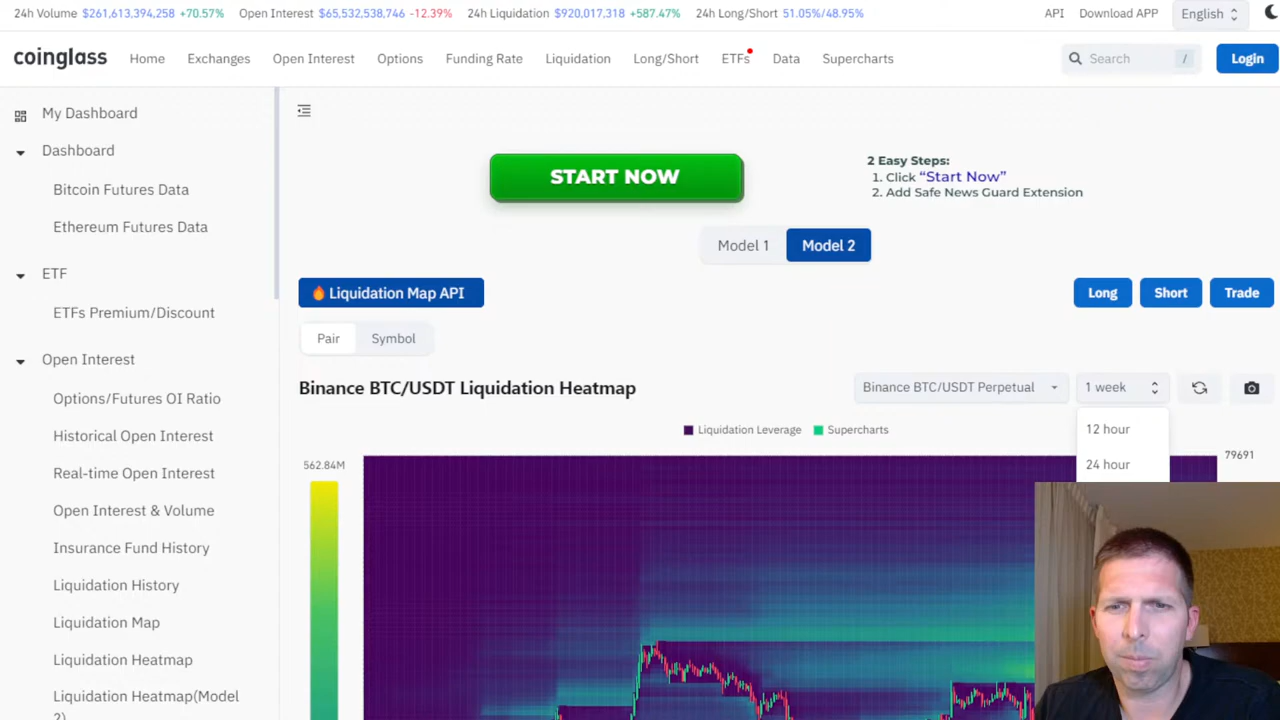 24h Volume $261,613,394,258 +70.57% Open Interest $65,532,538,746 -12.39% 24h Liquidation $920,017,318 +587.47% 24h Long/Short 51.05%/48.95% API Download APP English
coinglass Home Exchanges Open Interest Options Funding Rate Liquidation Long/Short ETFs Data Supercharts Search / Login
My Dashboard
Dashboard
Bitcoin Futures Data
Ethereum Futures Data
ETF
ETFs Premium/Discount
Open Interest
Options/Futures OI Ratio
Historical Open Interest
Real-time Open Interest
Open Interest & Volume
Insurance Fund History
Liquidation History
Liquidation Map
Liquidation Heatmap
Liquidation Heatmap(Model
2)
START NOW
2 Easy Steps:
1. Click "Start Now"
2. Add Safe News Guard Extension
Model 1 Model 2
Liquidation Map API Long Short Trade
Pair Symbol
Binance BTC/USDT Liquidation Heatmap Binance BTC/USDT Perpetual 1 week
12 hour
24 hour
Liquidation Leverage Supercharts
562.84M 79691